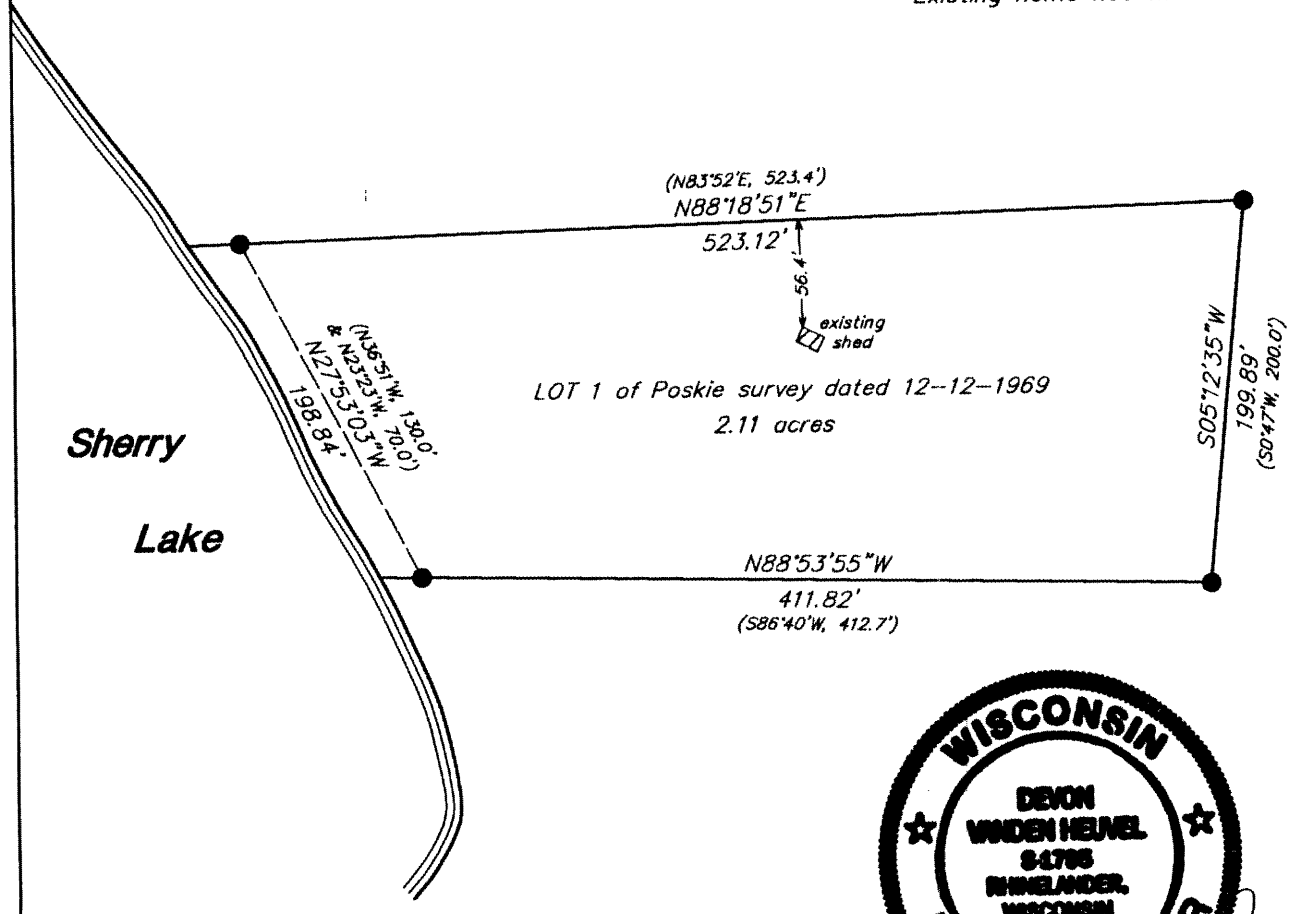 (N83°52'E, 523.4')
N88°18'51"E
523.12'
56.4'
existing
shed
(N36°51'W, 130.0'
& N23°23'W, 70.0')
N27°53'03"W
198.84'
LOT 1 of Poskie survey dated 12-12-1969
2.11 acres
S05°12'35"W
199.89'
(S0°47'W, 200.0')
Sherry
Lake
N88°53'55"W
411.82'
(S86°40'W, 412.7')
WISCONSIN
DEVON
VANDEN HEUVEL
S-1795
RHINELANDER,
WISCONSIN